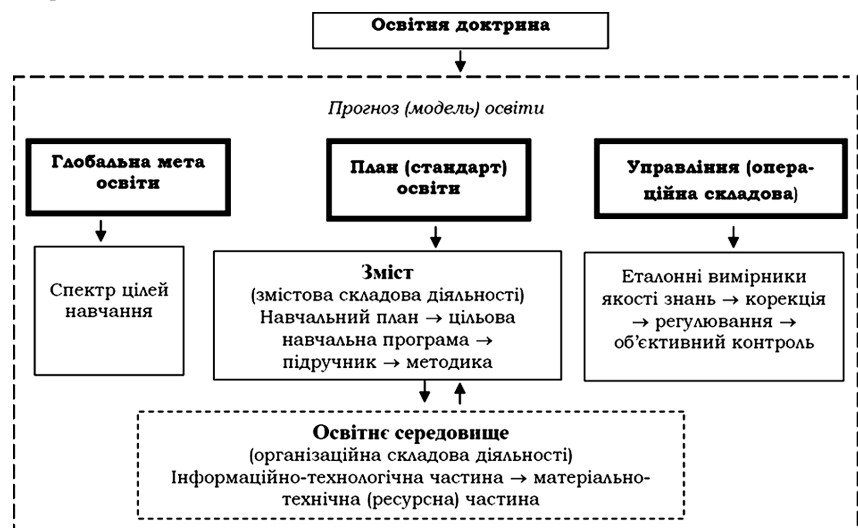 Освітня доктрина
Прогноз (модель) освіти
Глобальна мета
освіти
План (стандарт)
освіти
Управління (опера-
ційна складова)
Спектр цілей
навчання
Зміст
(змістова складова діяльності)
Навчальний план → цільова
навчальна програма →
підручник → методика
Еталонні вимірники
якості знань → корекція
→ регулювання →
об’єктивний контроль
Освітнє середовище
(організаційна складова діяльності)
Інформаційно-технологічна частина → матеріально-
технічна (ресурсна) частина